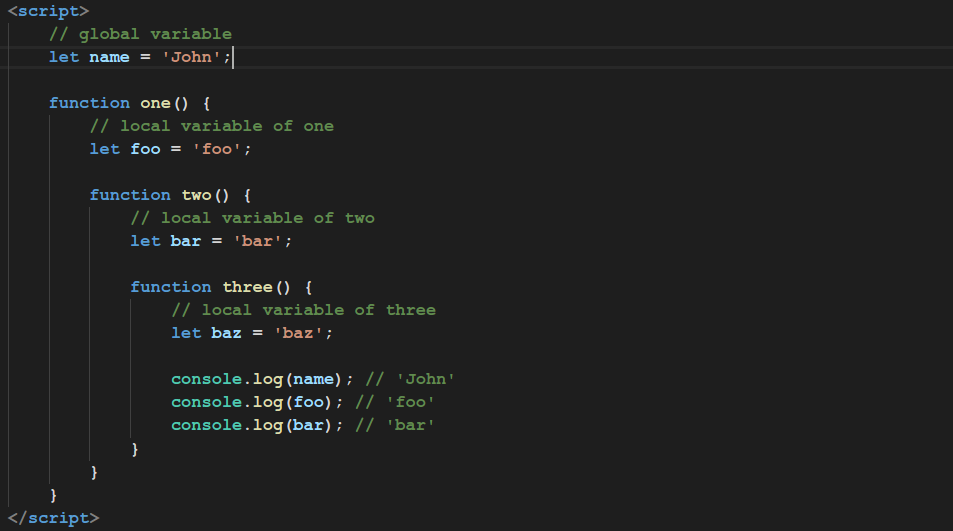 <script>
    // global variable
    let name = 'John';

    function one() {
        // local variable of one
        let foo = 'foo';

        function two() {
            // local variable of two
            let bar = 'bar';

            function three() {
                // local variable of three
                let baz = 'baz';

                console.log(name); // 'John'
                console.log(foo); // 'foo'
                console.log(bar); // 'bar'
            }
        }
    }
</script>